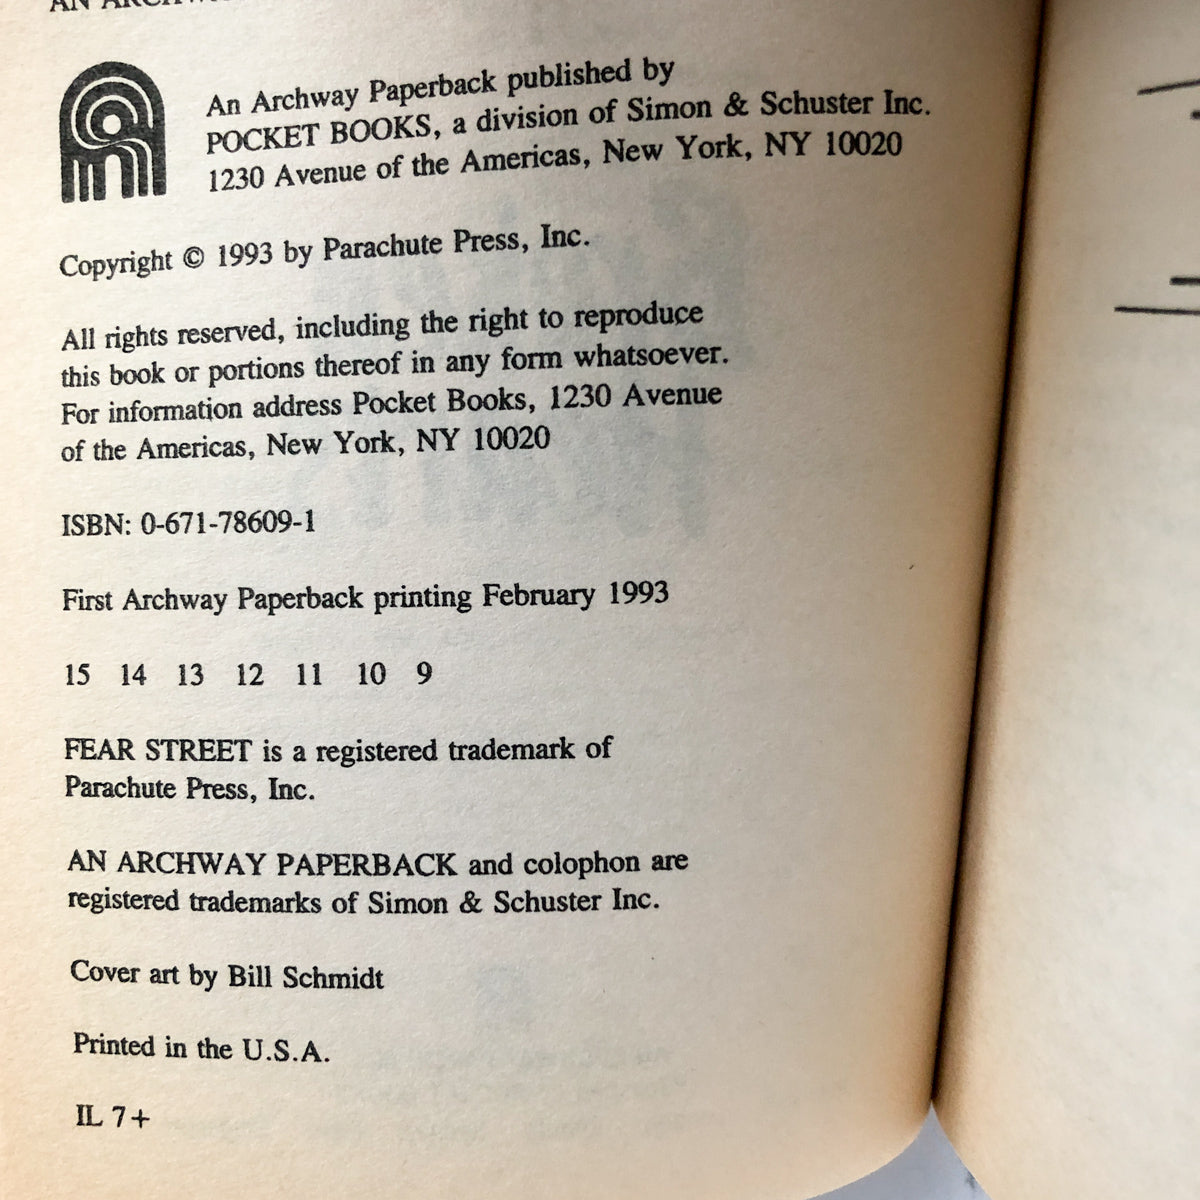 An Archway Paperback published by
POCKET BOOKS, a division of Simon & Schuster Inc.
1230 Avenue of the Americas, New York, NY 10020
Copyright © 1993 by Parachute Press, Inc.
All rights reserved, including the right to reproduce
this book or portions thereof in any form whatsoever.
For information address Pocket Books, 1230 Avenue
of the Americas, New York, NY 10020
ISBN: 0-671-78609-1
First Archway Paperback printing February 1993
15 14 13 12 11 10 9
FEAR STREET is a registered trademark of
Parachute Press, Inc.
AN ARCHWAY PAPERBACK and colophon are
registered trademarks of Simon & Schuster Inc.
Cover art by Bill Schmidt
Printed in the U.S.A.
IL 7+